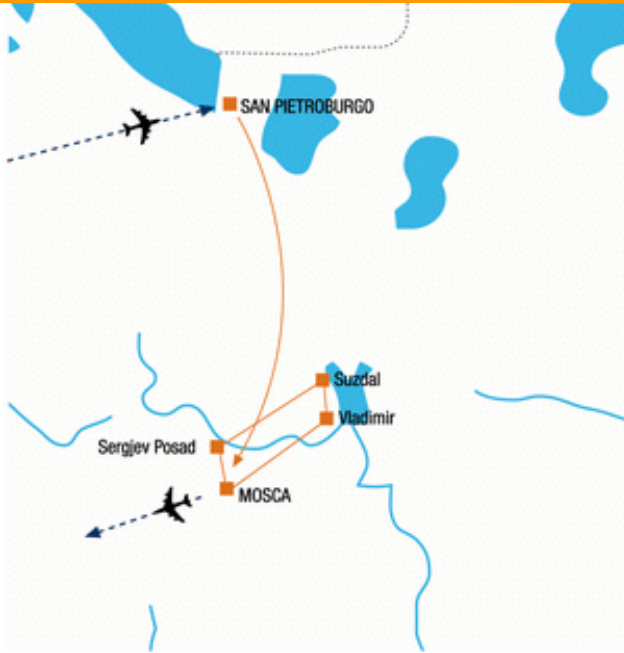 SAN PIETROBURGO
Suzdal
Vladimir
Sergjev Posad
MOSCA